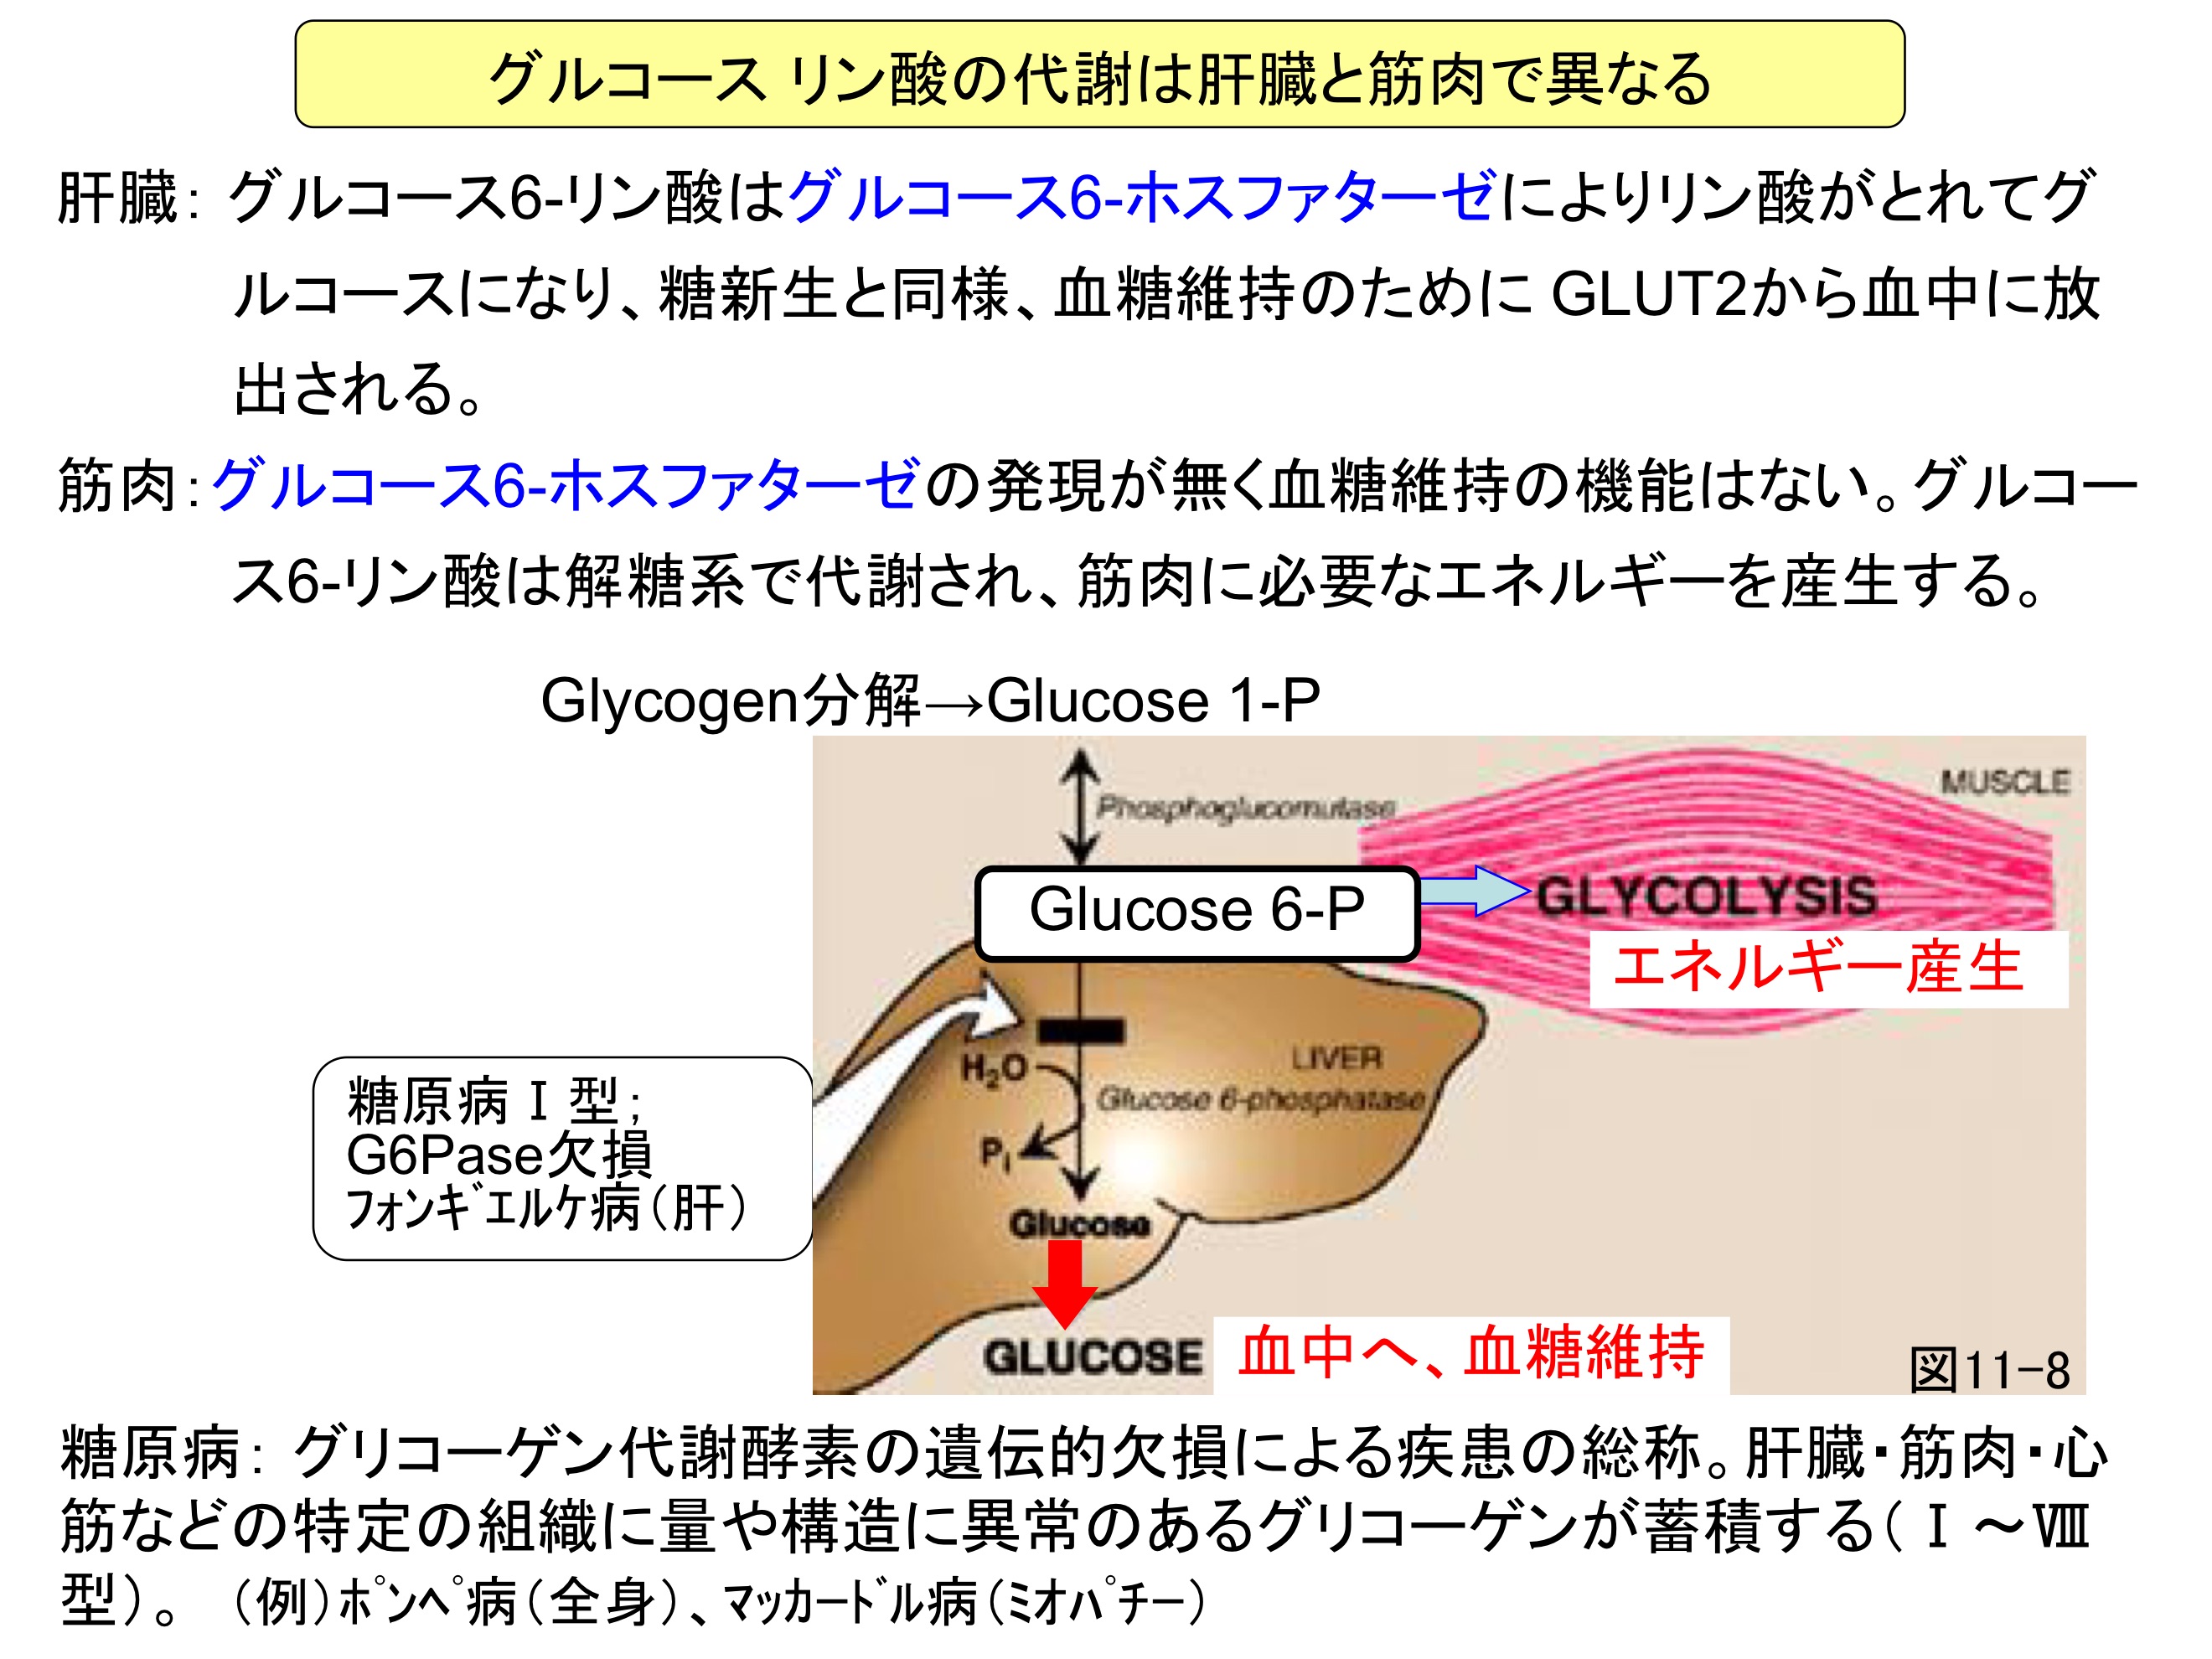 グルコース リン酸の代謝は肝臓と筋肉で異なる
肝臓： グルコース6-リン酸はグルコース6-ホスファターゼによりリン酸がとれてグ
ルコースになり、糖新生と同様、血糖維持のために GLUT2から血中に放
出される。
筋肉：グルコース6-ホスファターゼの発現が無く血糖維持の機能はない。グルコー
ス6-リン酸は解糖系で代謝され、筋肉に必要なエネルギーを産生する。
Glycogen分解→Glucose 1-P
MUSCLE
Phosphoglucomutase
Glucose 6-P
GLYCOLYSIS
エネルギー産生
LIVER
H₂O
Glucose 6-phosphatase
Pi
Glucose
糖原病Ⅰ型；
G6Pase欠損
フォンｷﾞエルケ病（肝）
GLUCOSE
血中へ、血糖維持
図11-8
糖原病： グリコーゲン代謝酵素の遺伝的欠損による疾患の総称。肝臓・筋肉・心
筋などの特定の組織に量や構造に異常のあるグリコーゲンが蓄積する（Ⅰ～Ⅷ
型）。 （例）ﾎﾟﾝﾍﾟ病（全身）、ﾏｯｶｰﾄﾞﾙ病（ﾐｵﾊﾟﾁｰ）